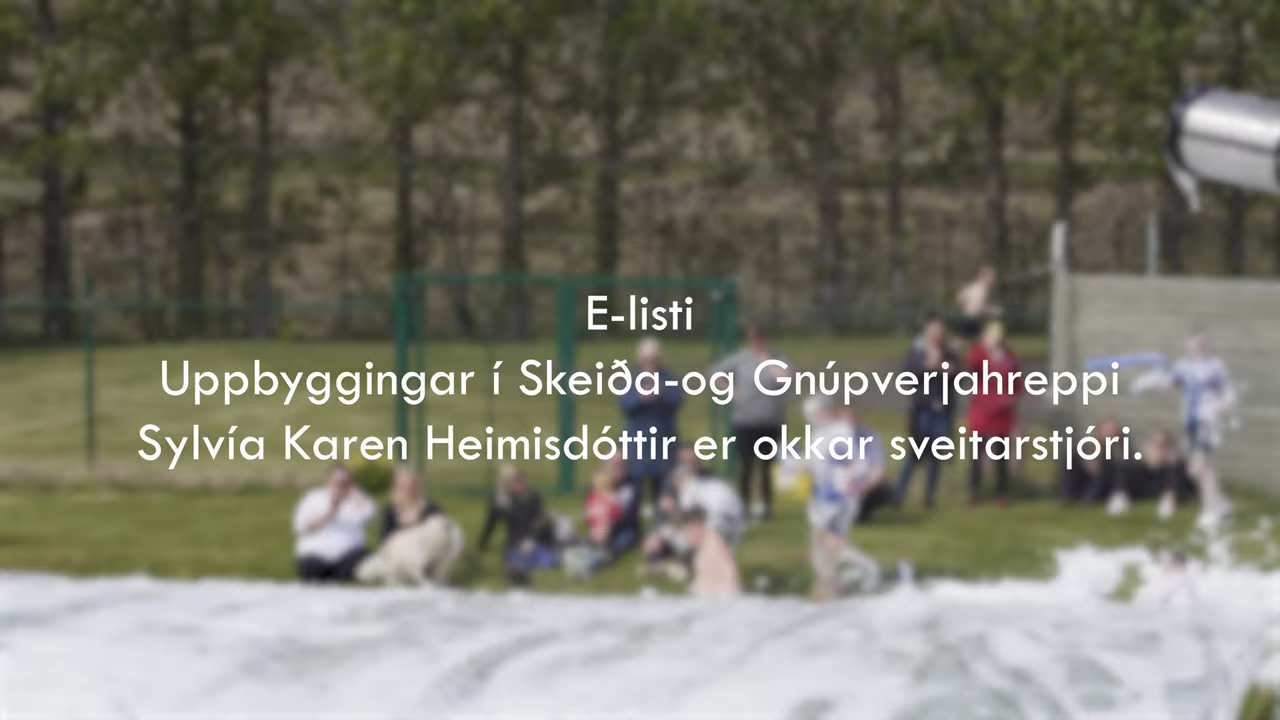 E-listi
Uppbyggingar í Skeiða-og Gnúpverjahreppi
Sylvía Karen Heimisdóttir er okkar sveitarstjóri.